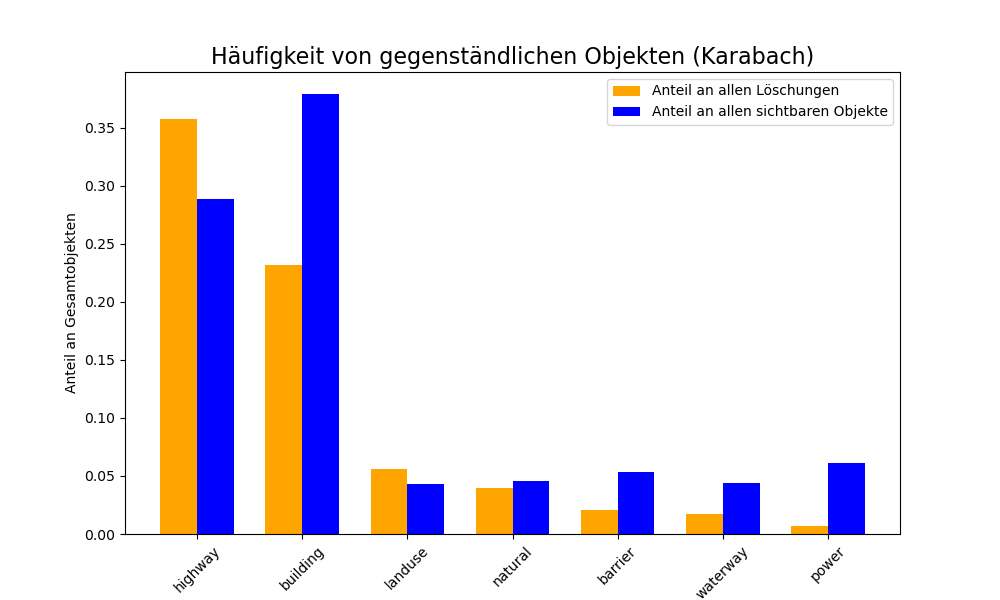 Häufigkeit von gegenständlichen Objekten (Karabach)
Anteil an allen Löschungen
Anteil an allen sichtbaren Objekte
Anteil an Gesamtobjekten
0.35
0.30
0.25
0.20
0.15
0.10
0.05
0.00
highway
building
landuse
natural
barrier
waterway
power